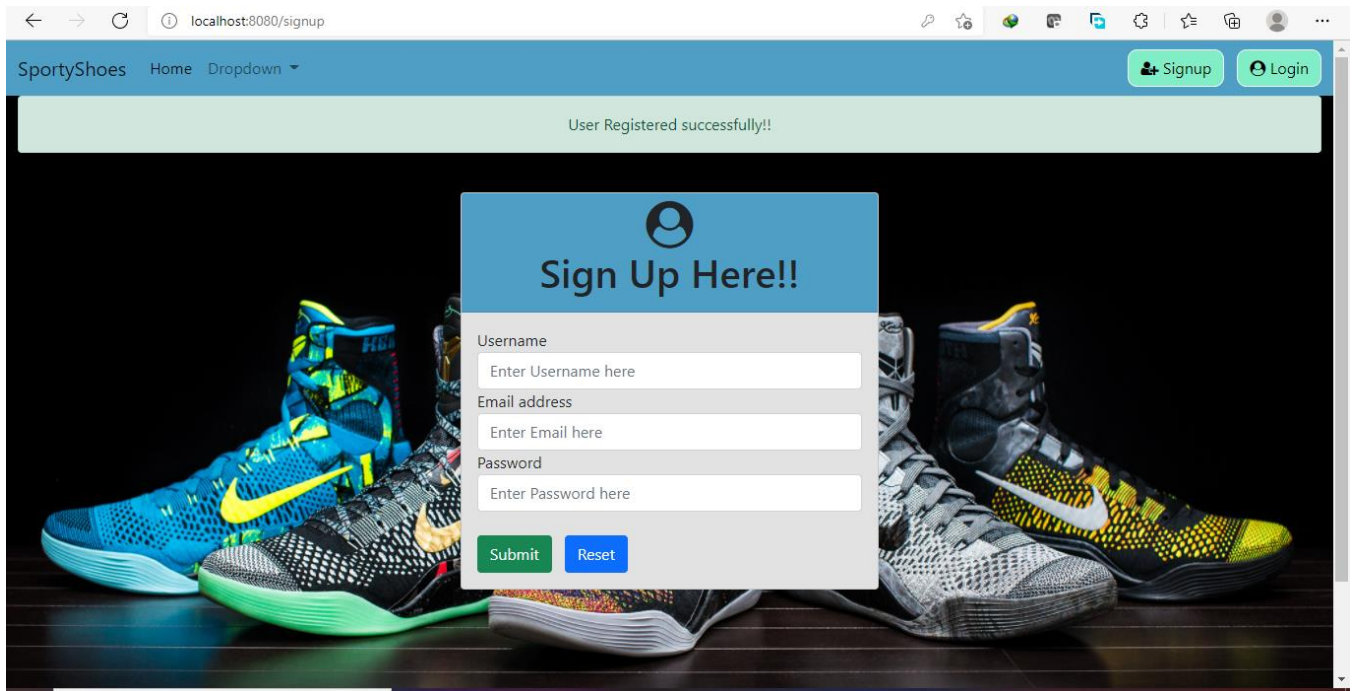 localhost:8080/signup
SportyShoes Home Dropdown Signup Login
User Registered successfully!!
Sign Up Here!!
Username
Enter Username here
Email address
Enter Email here
Password
Enter Password here
Submit Reset